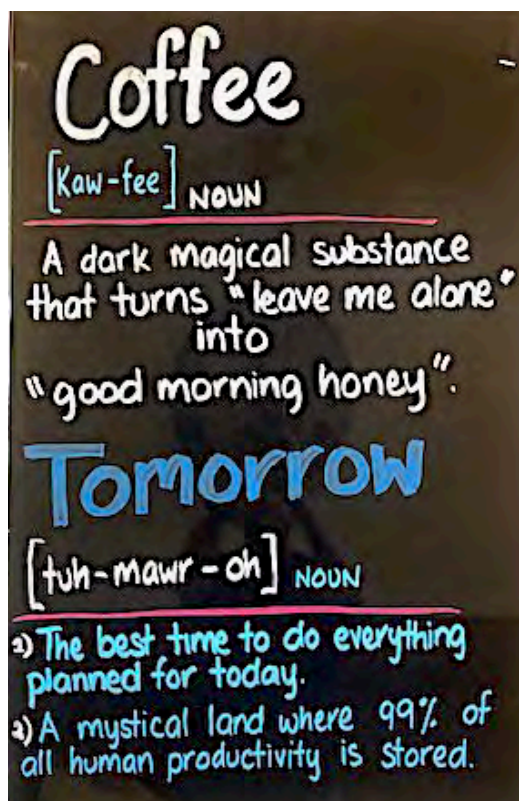 Coffee
[Kaw-fee] NOUN
A dark magical substance
that turns "leave me alone"
into
"good morning honey".
Tomorrow
[tuh-mawr-oh] NOUN
1) The best time to do everything
planned for today.
2) A mystical land where 99% of
all human productivity is stored.